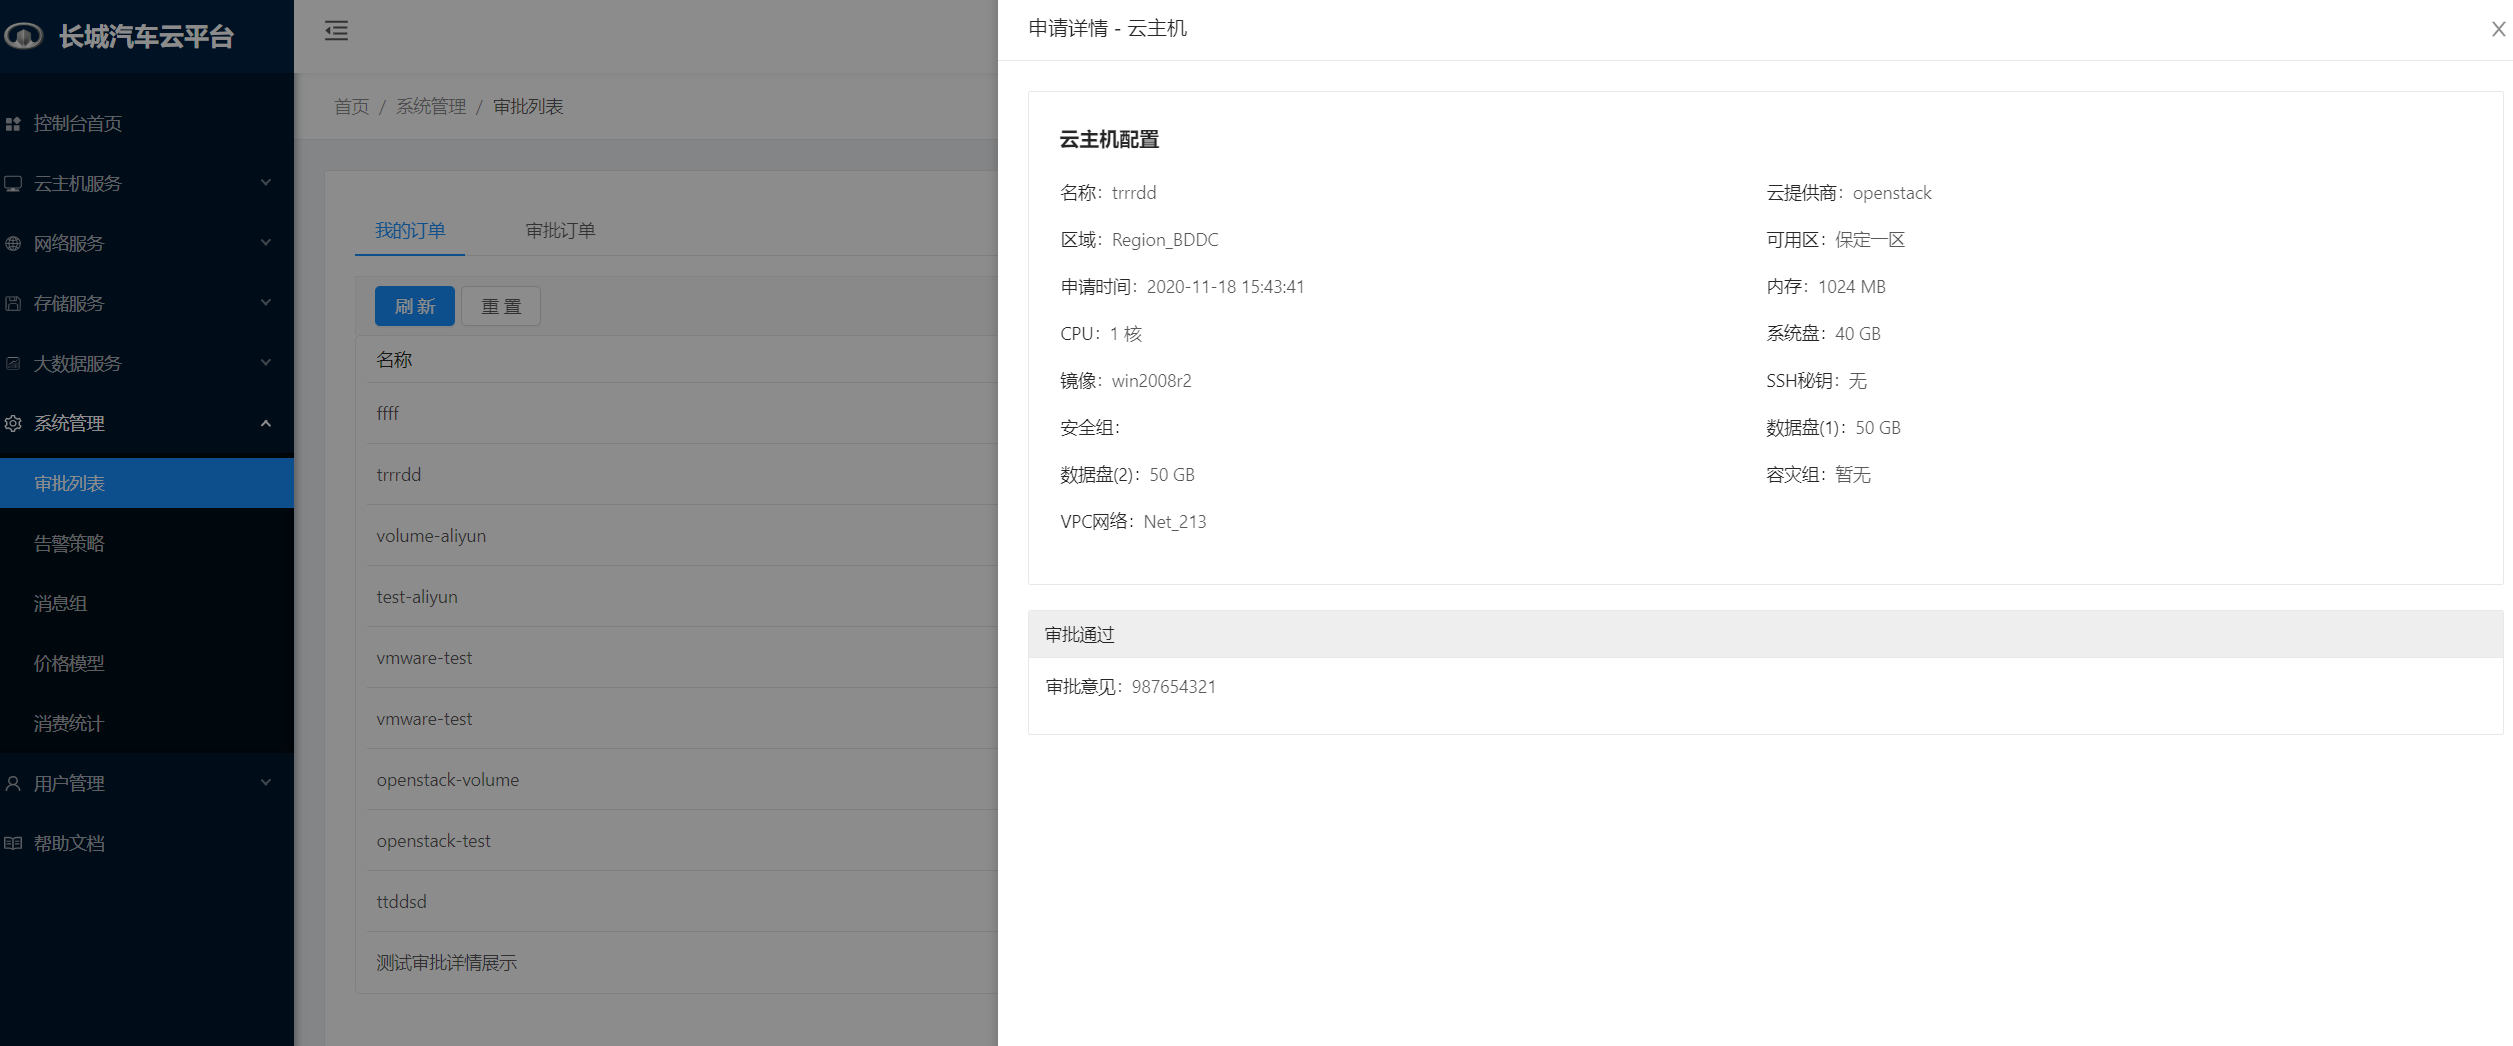 长城汽车云平台
控制台首页
云主机服务
网络服务
存储服务
大数据服务
系统管理
审批列表
告警策略
消息组
价格模型
消费统计
用户管理
帮助文档
首页 / 系统管理 / 审批列表
我的订单 审批订单
刷 新 重 置
名称
ffff
trrrdd
volume-aliyun
test-aliyun
vmware-test
vmware-test
openstack-volume
openstack-test
ttddsd
测试审批详情展示
申请详情 - 云主机
云主机配置
名称：trrrdd 云提供商：openstack
区域：Region_BDDC 可用区：保定一区
申请时间：2020-11-18 15:43:41 内存：1024 MB
CPU：1 核 系统盘：40 GB
镜像：win2008r2 SSH秘钥：无
安全组： 数据盘(1)：50 GB
数据盘(2)：50 GB 容灾组：暂无
VPC网络：Net_213
审批通过
审批意见：987654321